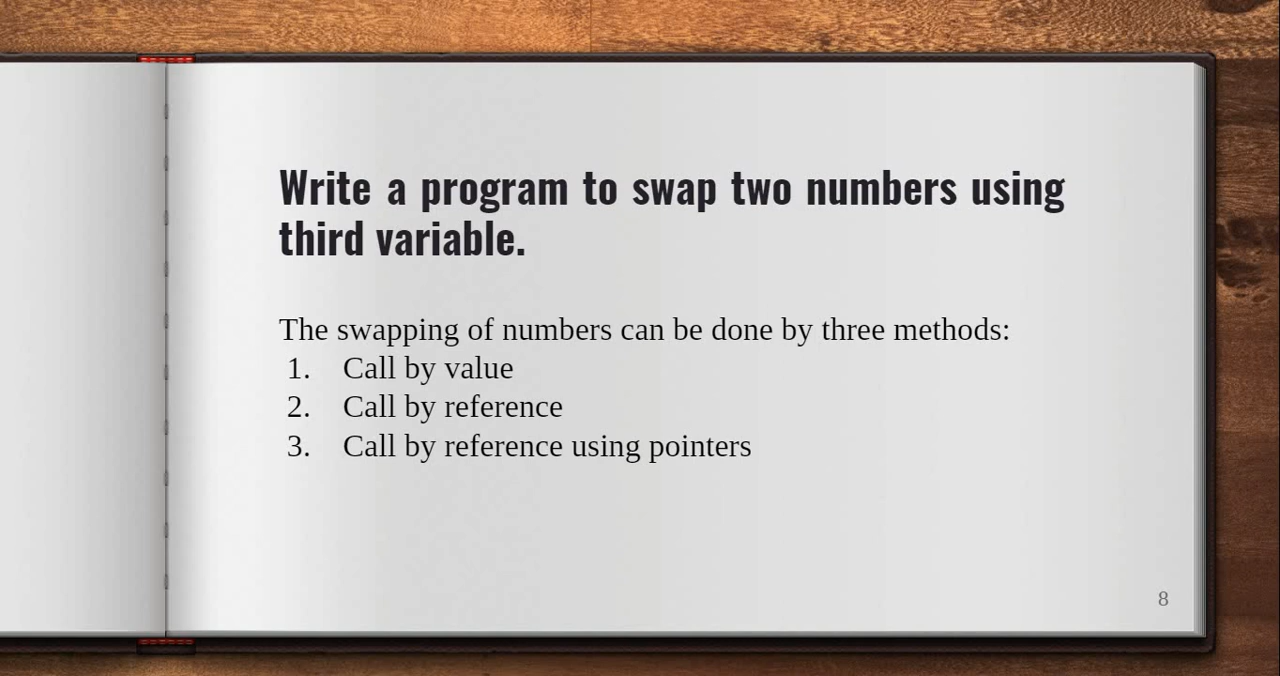 Write a program to swap two numbers using
third variable.
The swapping of numbers can be done by three methods:
1. Call by value
2. Call by reference
3. Call by reference using pointers
8